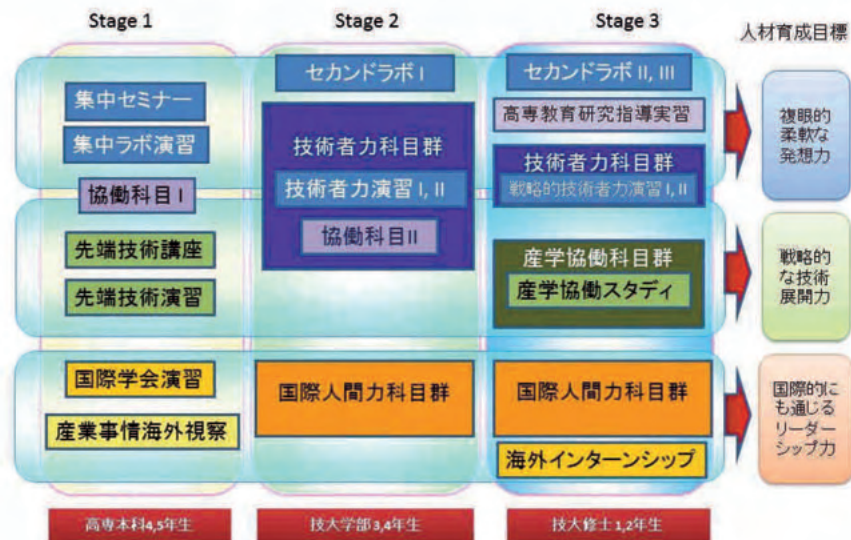 Stage 1
Stage 2
Stage 3
人材育成目標
集中セミナー
集中ラボ演習
協働科目 I
先端技術講座
先端技術演習
国際学会演習
産業事情海外視察
高専本科4,5年生
セカンドラボ I
技術者力科目群
技術者力演習 I, II
協働科目II
国際人間力科目群
技大学部3,4年生
セカンドラボ II, III
高専教育研究指導実習
技術者力科目群
戦略的技術者力演習 I, II
産学協働科目群
産学協働スタディ
国際人間力科目群
海外インターンシップ
技大修士1,2年生
複眼的
柔軟な
発想力
戦略的
な技術
展開力
国際的に
も通じる
リーダー
シップ力